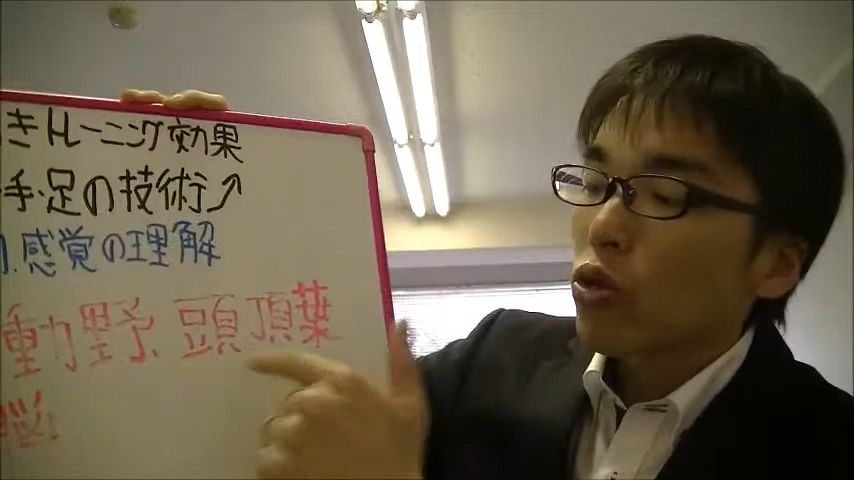 きトレーニング効果
手・足の技術↗
感覚の理解
動野、頭頂葉
脳